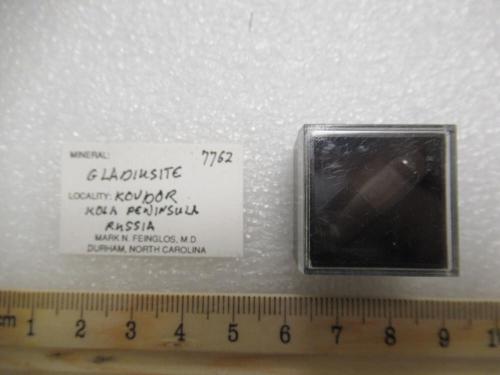 MINERAL: 7762
GLADIUSITE
LOCALITY: KOVDOR
KOLA PENINSULA
RUSSIA
MARK N. FEINGLOS, M.D.
DURHAM, NORTH CAROLINA
cm 1 2 3 4 5 6 7 8 9 10